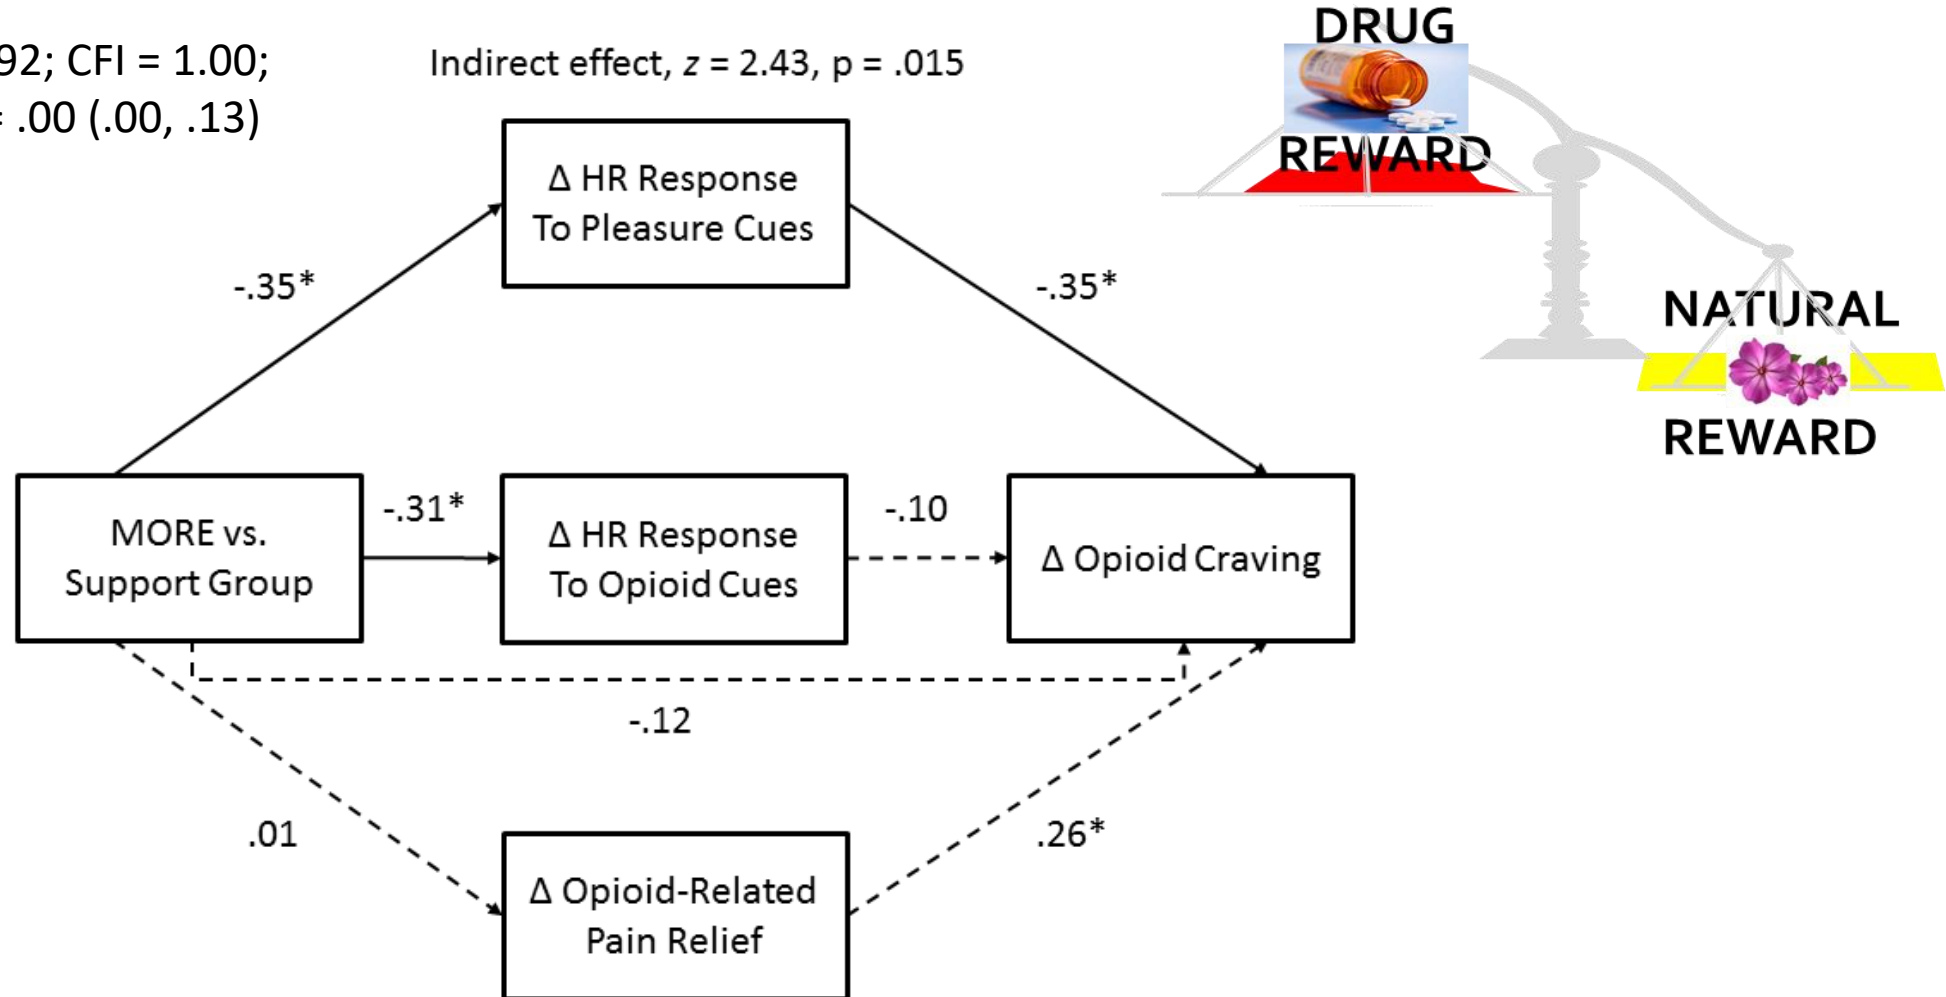 92; CFI = 1.00;
= .00 (.00, .13)
Indirect effect, z = 2.43, p = .015
DRUG
REWARD
NATURAL
REWARD
Δ HR Response
To Pleasure Cues
-.35*
-.35*
MORE vs.
Support Group
-.31*
Δ HR Response
To Opioid Cues
-.10
Δ Opioid Craving
-.12
.01
.26*
Δ Opioid-Related
Pain Relief